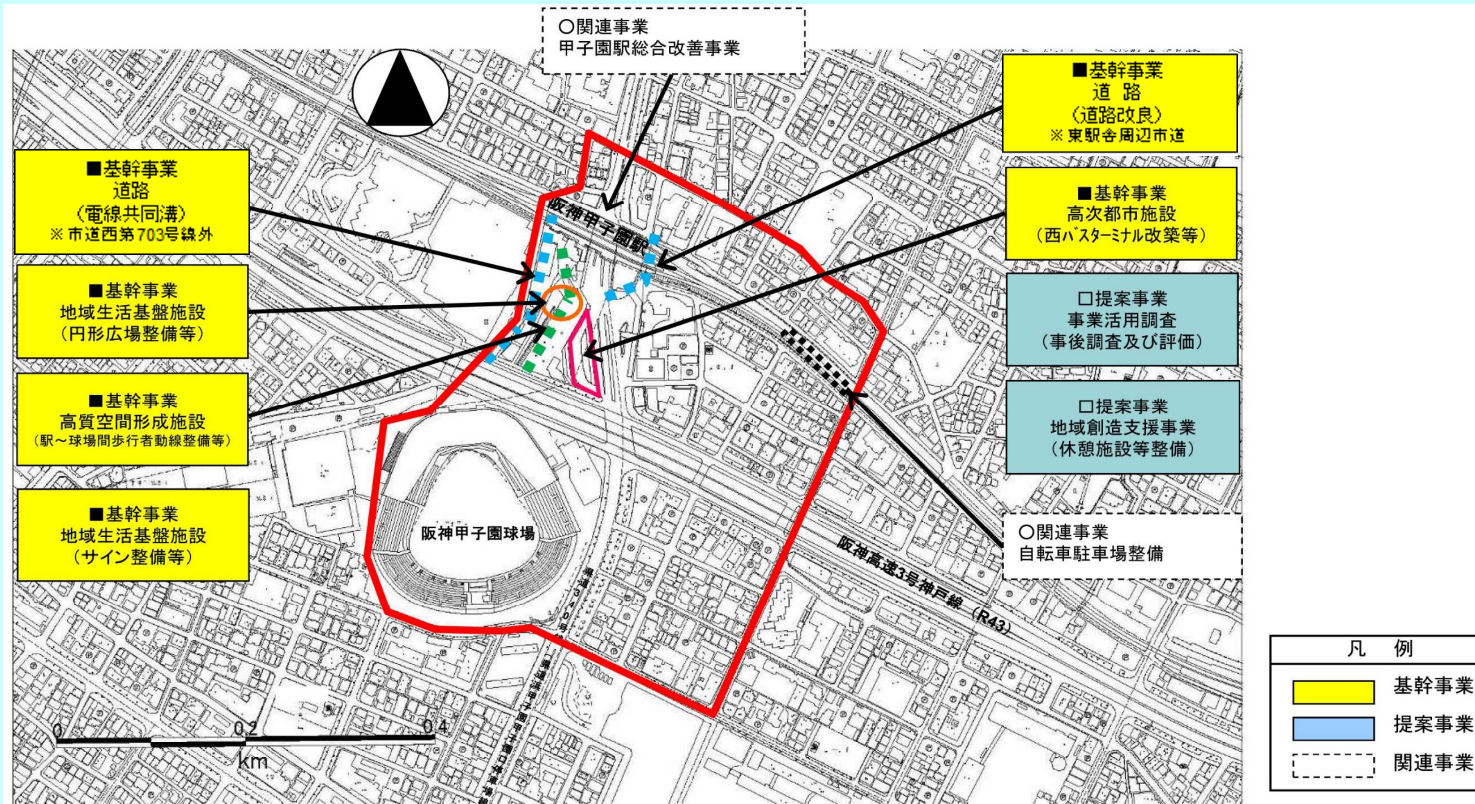 〇関連事業
甲子園駅総合改善事業
■基幹事業
道路
(電線共同溝)
※市道西第703号線外
■基幹事業
地域生活基盤施設
(円形広場整備等)
■基幹事業
高質空間形成施設
(駅～球場間歩行者動線整備等)
■基幹事業
地域生活基盤施設
(サイン整備等)
■基幹事業
道 路
(道路改良)
※東駅舎周辺市道
■基幹事業
高次都市施設
(西バスターミナル改築等)
□提案事業
事業活用調査
(事後調査及び評価)
□提案事業
地域創造支援事業
(休憩施設等整備)
〇関連事業
自転車駐車場整備
阪神甲子園駅
阪神甲子園球場
阪神高速3号神戸線 (R43)
県道340号
0 0.2 0.4
km
凡 例
基幹事業
提案事業
関連事業